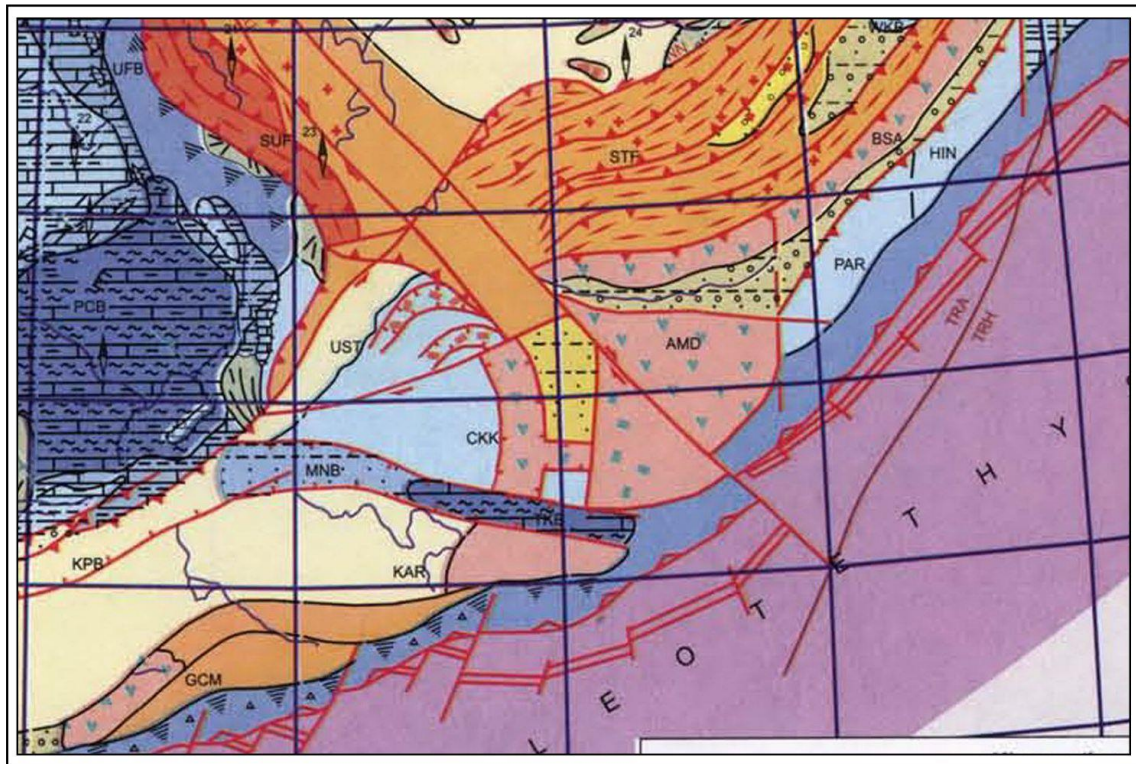 24
WKR
UFB
22
SUF
23
STF
BSA
HIN
PCB
PAR
UST
AMD
TRA
TRH
CKK
MNB
KPB
KAR
GCM
L E O T E T H Y